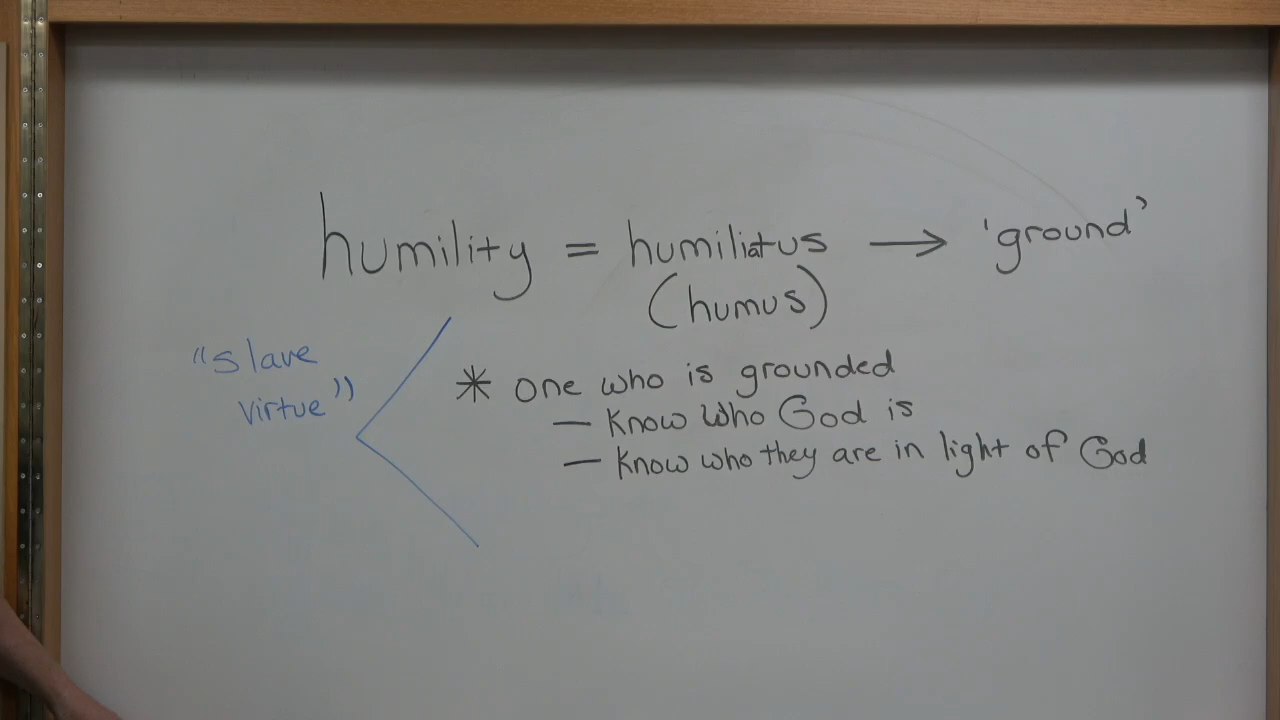 humility = humiliatus → 'ground'
(humus)
"slave
virtue"
* one who is grounded
— Know who God is
— Know who they are in light of God